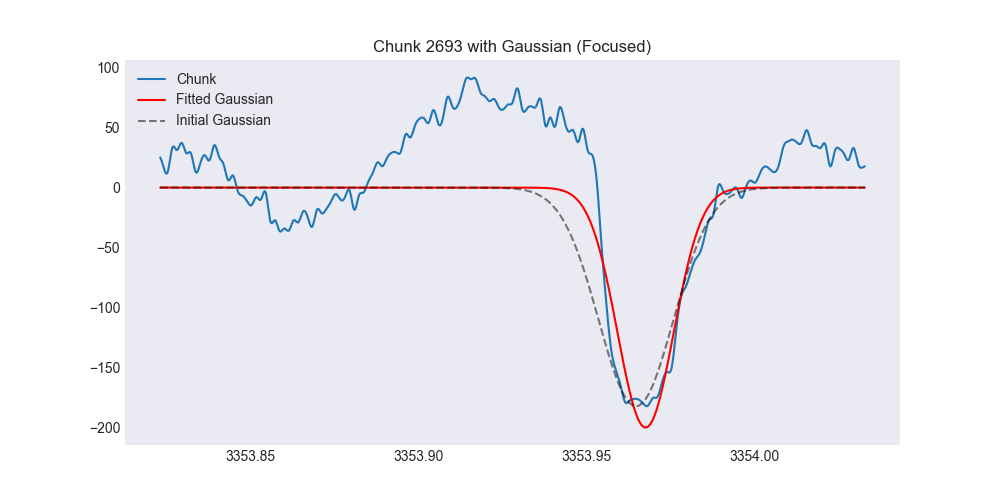 Chunk 2693 with Gaussian (Focused)
Chunk
Fitted Gaussian
Initial Gaussian
100
50
0
−50
−100
−150
−200
3353.85 3353.90 3353.95 3354.00